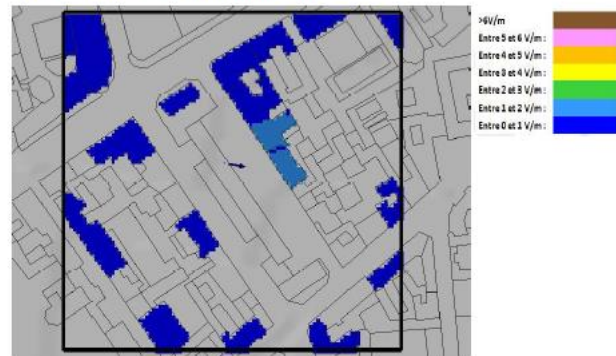 >6V/m
Entre 5 et 6 V/m :
Entre 4 et 5 V/m :
Entre 3 et 4 V/m :
Entre 2 et 3 V/m :
Entre 1 et 2 V/m :
Entre 0 et 1 V/m :